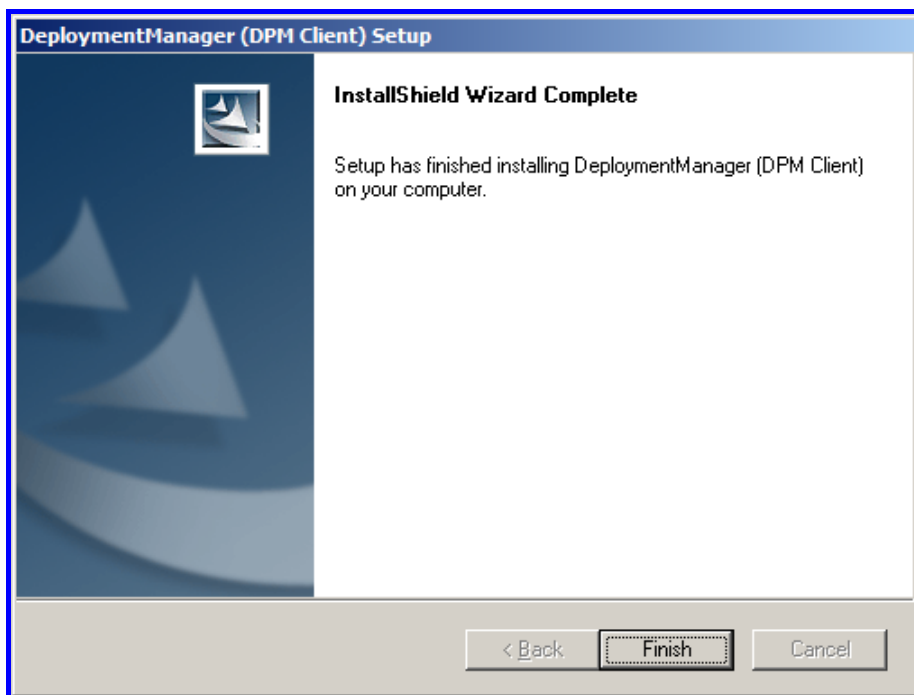 DeploymentManager (DPM Client) Setup
InstallShield Wizard Complete
Setup has finished installing DeploymentManager (DPM Client)
on your computer.
< Back
Finish
Cancel